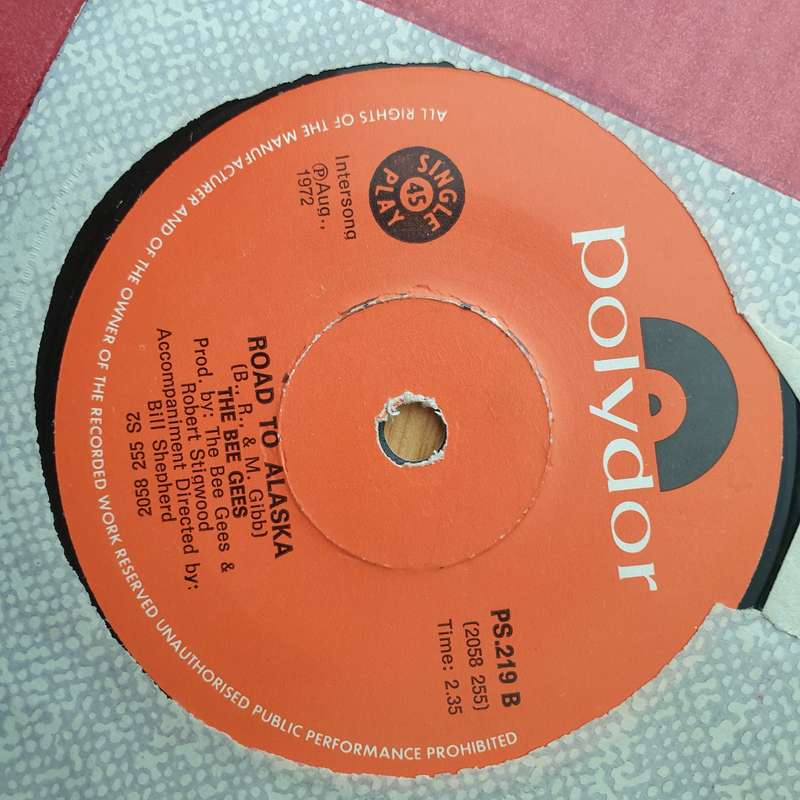 polydor
SINGLE
45
PLAY
Intersong
ⓅAug.,
1972
PS.219 B
(2058 255)
Time: 2.35
ROAD TO ALASKA
(B., R., & M. Gibb)
THE BEE GEES
Prod. by: The Bee Gees &
Robert Stigwood
Accompaniment Directed by:
Bill Shepherd
2058 255 S2
ALL RIGHTS OF THE MANUFACTURER AND OF THE OWNER OF THE RECORDED WORK RESERVED UNAUTHORISED PUBLIC PERFORMANCE PROHIBITED